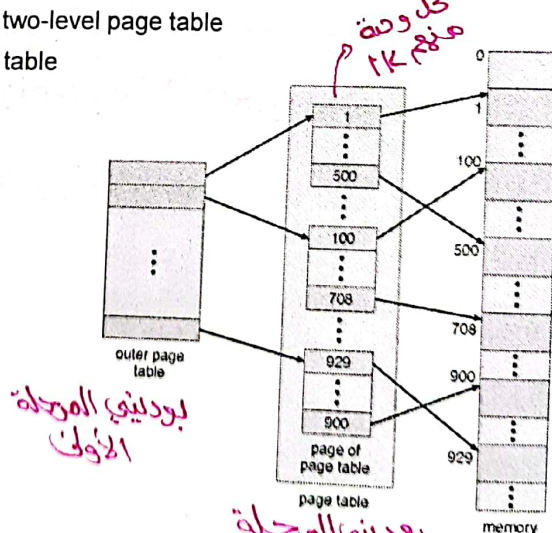 two-level page table
table
كل وحدة
منهم 1K
0
1
1
100
500
100
500
708
708
929
900
900
929
outer page
table
page of
page table
page table
memory
بوديني المرحلة
الأولى
بوديني المرحلة